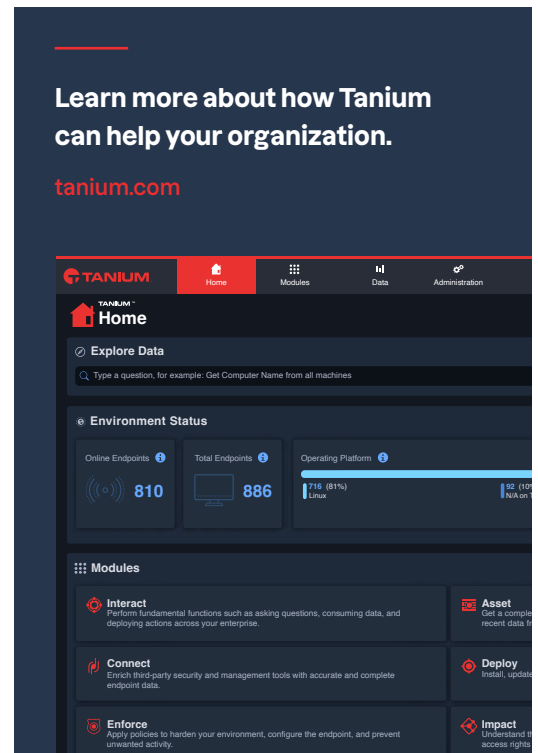 Learn more about how Tanium
can help your organization.
tanium.com
TANIUM
Home
Modules
Data
Administration
TANIUM™
Home
Explore Data
Type a question, for example: Get Computer Name from all machines
Environment Status
Online Endpoints
810
Total Endpoints
886
Operating Platform
716 (81%)
Linux
92 (10%
N/A on T
Modules
Interact
Perform fundamental functions such as asking questions, consuming data, and
deploying actions across your enterprise.
Asset
Get a comple
recent data fr
Connect
Enrich third-party security and management tools with accurate and complete
endpoint data.
Deploy
Install, update
Enforce
Apply policies to harden your environment, configure the endpoint, and prevent
unwanted activity.
Impact
Understand th
access rights